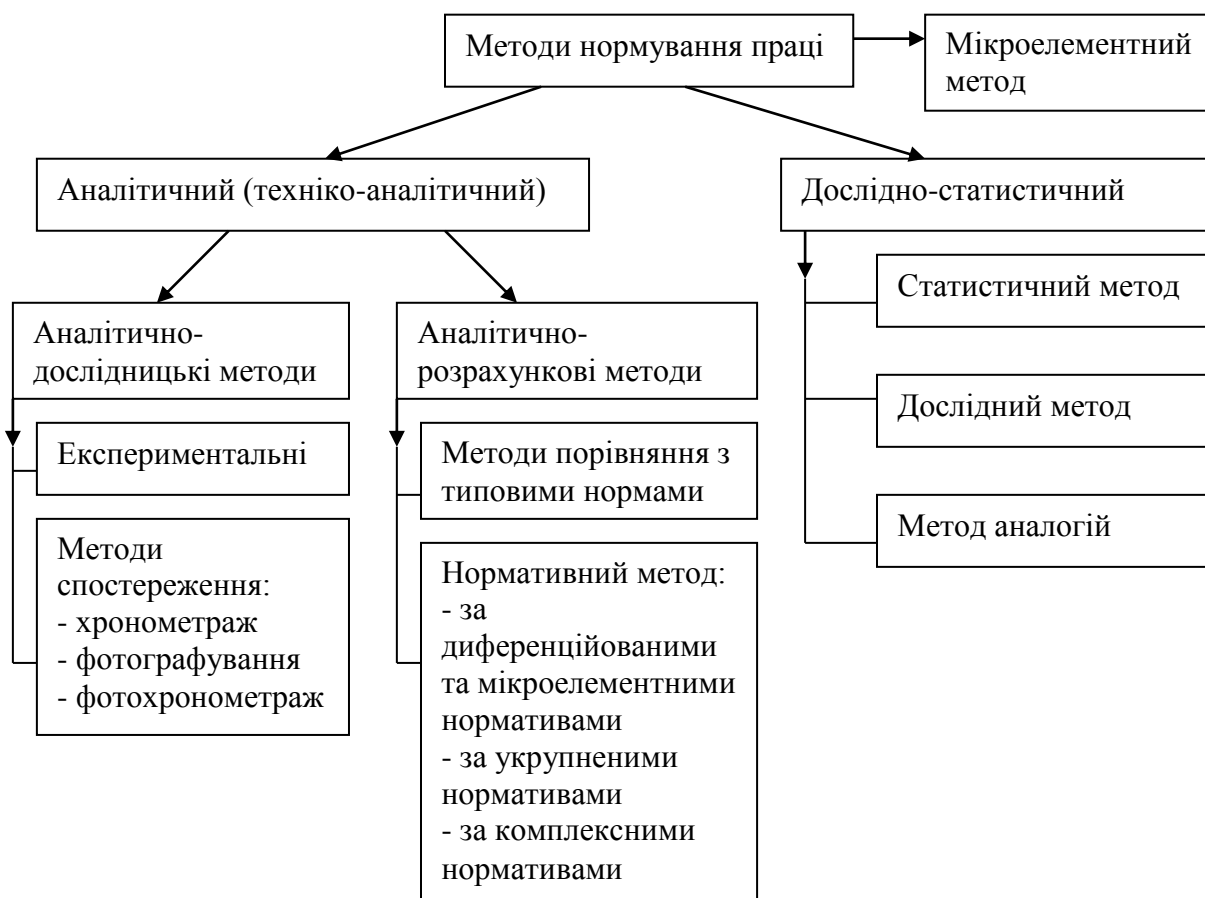 Методи нормування праці
Мікроелементний
метод
Аналітичний (техніко-аналітичний)
Дослідно-статистичний
Аналітично-
дослідницькі методи
Експериментальні
Методи
спостереження:
- хронометраж
- фотографування
- фотохронометраж
Аналітично-
розрахункові методи
Методи порівняння з
типовими нормами
Нормативний метод:
- за
диференційованими
та мікроелементними
нормативами
- за укрупненими
нормативами
- за комплексними
нормативами
Статистичний метод
Дослідний метод
Метод аналогій